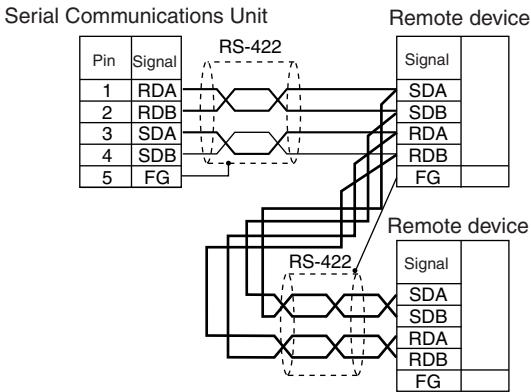 Serial Communications Unit
Remote device
RS-422
Pin Signal
Signal
1 RDA
SDA
2 RDB
SDB
3 SDA
RDA
4 SDB
RDB
5 FG
FG
Remote device
RS-422
Signal
SDA
SDB
RDA
RDB
FG